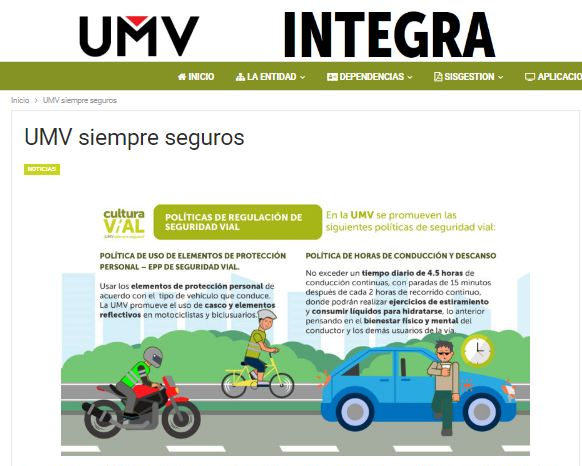 UMV INTEGRA
INICIO LA ENTIDAD DEPENDENCIAS SISGESTION APLICACIO
Inicio > UMV siempre seguros
UMV siempre seguros
NOTICIAS
cultura
ViAL
UMV siempre seguros
POLÍTICAS DE REGULACIÓN DE
SEGURIDAD VIAL
En la UMV se promueven las
siguientes políticas de seguridad vial:
POLÍTICA DE USO DE ELEMENTOS DE PROTECCIÓN
PERSONAL – EPP DE SEGURIDAD VIAL.
Usar los elementos de protección personal de
acuerdo con el tipo de vehículo que conduce.
La UMV promueve el uso de casco y elementos
reflectivos en motociclistas y biciusuarios.
POLÍTICA DE HORAS DE CONDUCCIÓN Y DESCANSO
No exceder un tiempo diario de 4.5 horas de
conducción continuas, con paradas de 15 minutos
después de cada 2 horas de recorrido continuo,
donde podrán realizar ejercicios de estiramiento
y consumir líquidos para hidratarse, lo anterior
pensando en el bienestar físico y mental del
conductor y los demás usuarios de la vía.